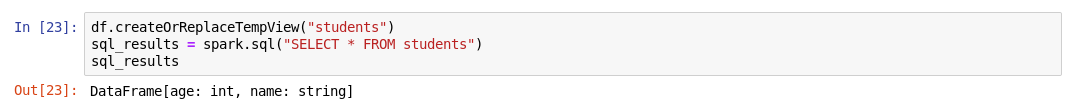 In [23]: df.createOrReplaceTempView("students")
sql_results = spark.sql("SELECT * FROM students")
sql_results
Out[23]: DataFrame[age: int, name: string]